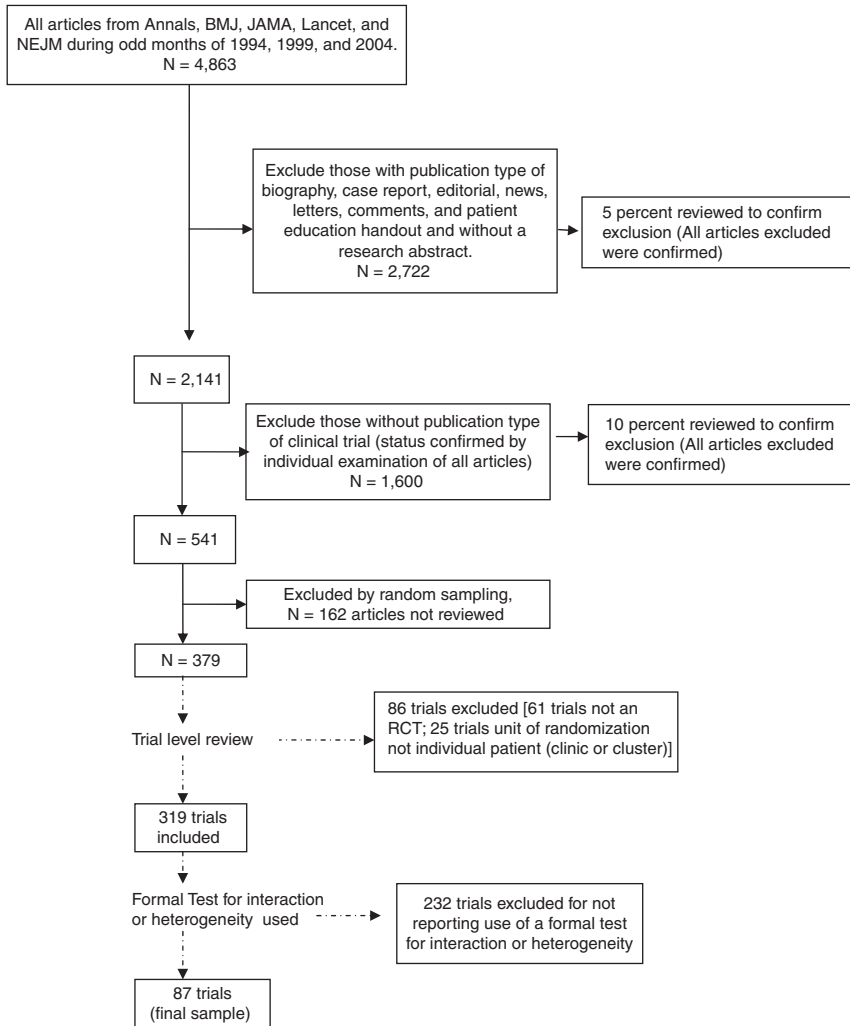 All articles from Annals, BMJ, JAMA, Lancet, and
NEJM during odd months of 1994, 1999, and 2004.
N = 4,863
Exclude those with publication type of
biography, case report, editorial, news,
letters, comments, and patient
education handout and without a
research abstract.
N = 2,722
5 percent reviewed to confirm
exclusion (All articles excluded
were confirmed)
N = 2,141
Exclude those without publication type
of clinical trial (status confirmed by
individual examination of all articles)
N = 1,600
10 percent reviewed to confirm
exclusion (All articles excluded
were confirmed)
N = 541
Excluded by random sampling,
N = 162 articles not reviewed
N = 379
Trial level review
86 trials excluded [61 trials not an
RCT; 25 trials unit of randomization
not individual patient (clinic or cluster)]
319 trials
included
Formal Test for interaction
or heterogeneity used
232 trials excluded for not
reporting use of a formal test
for interaction or heterogeneity
87 trials
(final sample)